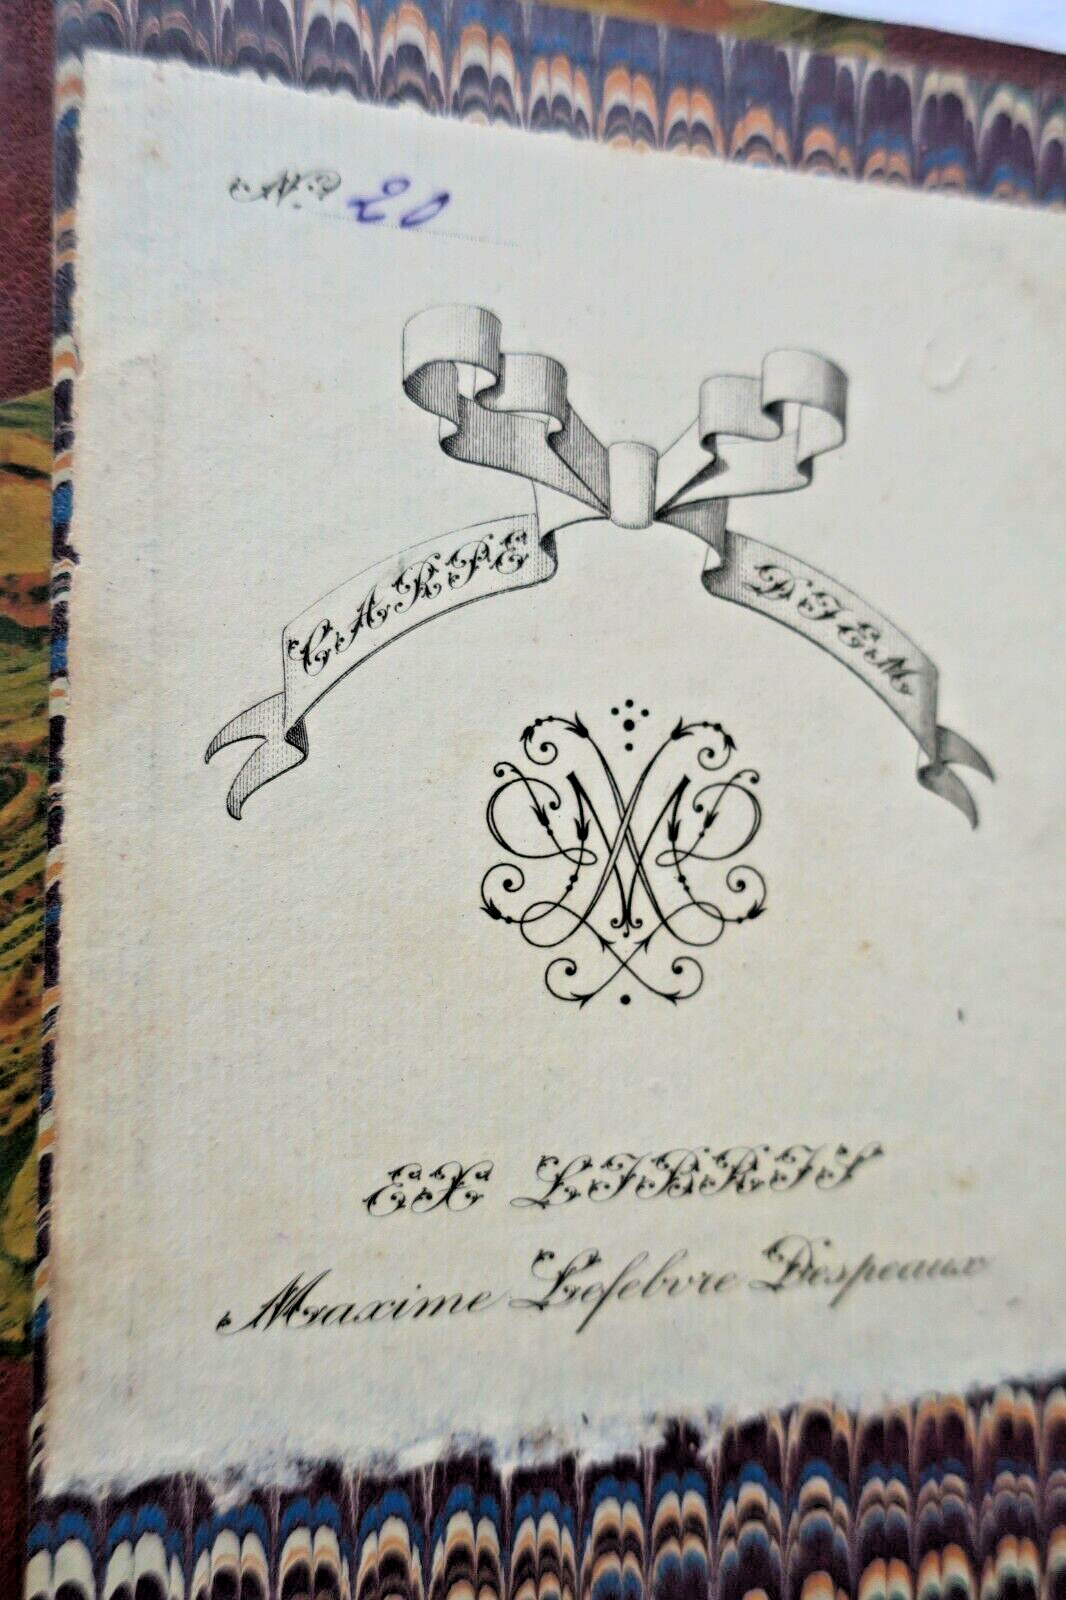 N.º 20
CARPE DIEM
EX LIBRIS
Maxime Lefebvre Despeaux